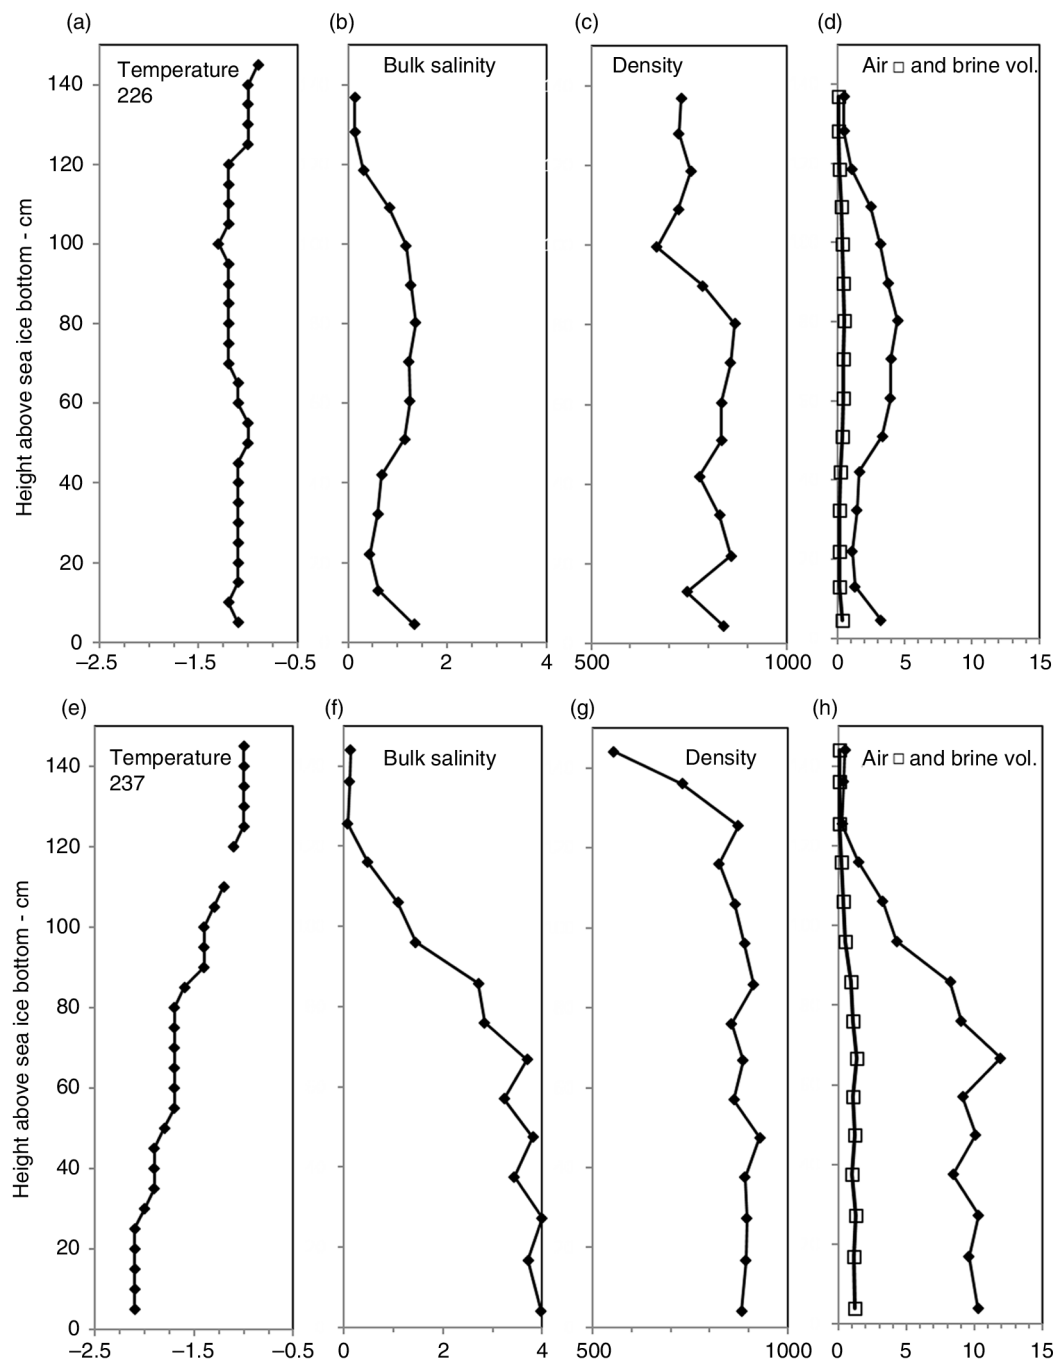 (a) (b) (c) (d)
Temperature
226
Bulk salinity
Density
Air □ and brine vol.
Height above sea ice bottom - cm
140
120
100
80
60
40
20
0
−2.5 −1.5 −0.5
0 2 4
500 1000
0 5 10 15
(e) (f) (g) (h)
Temperature
237
Bulk salinity
Density
Air □ and brine vol.
Height above sea ice bottom - cm
140
120
100
80
60
40
20
0
−2.5 −1.5 −0.5
0 2 4
500 1000
0 5 10 15